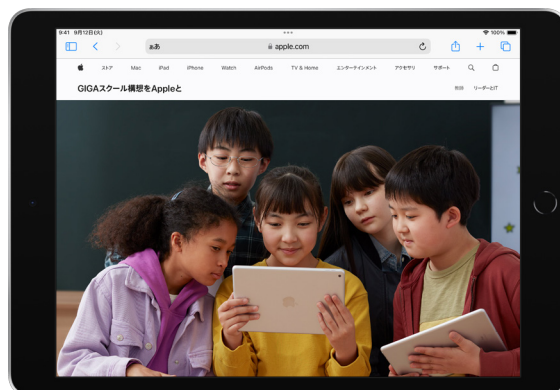 9:41 9月12日(火)
100%
ぁあ apple.com
ストア Mac iPad iPhone Watch AirPods TV & Home エンターテインメント アクセサリ サポート
GIGAスクール構想をAppleと
教師 リーダーとIT